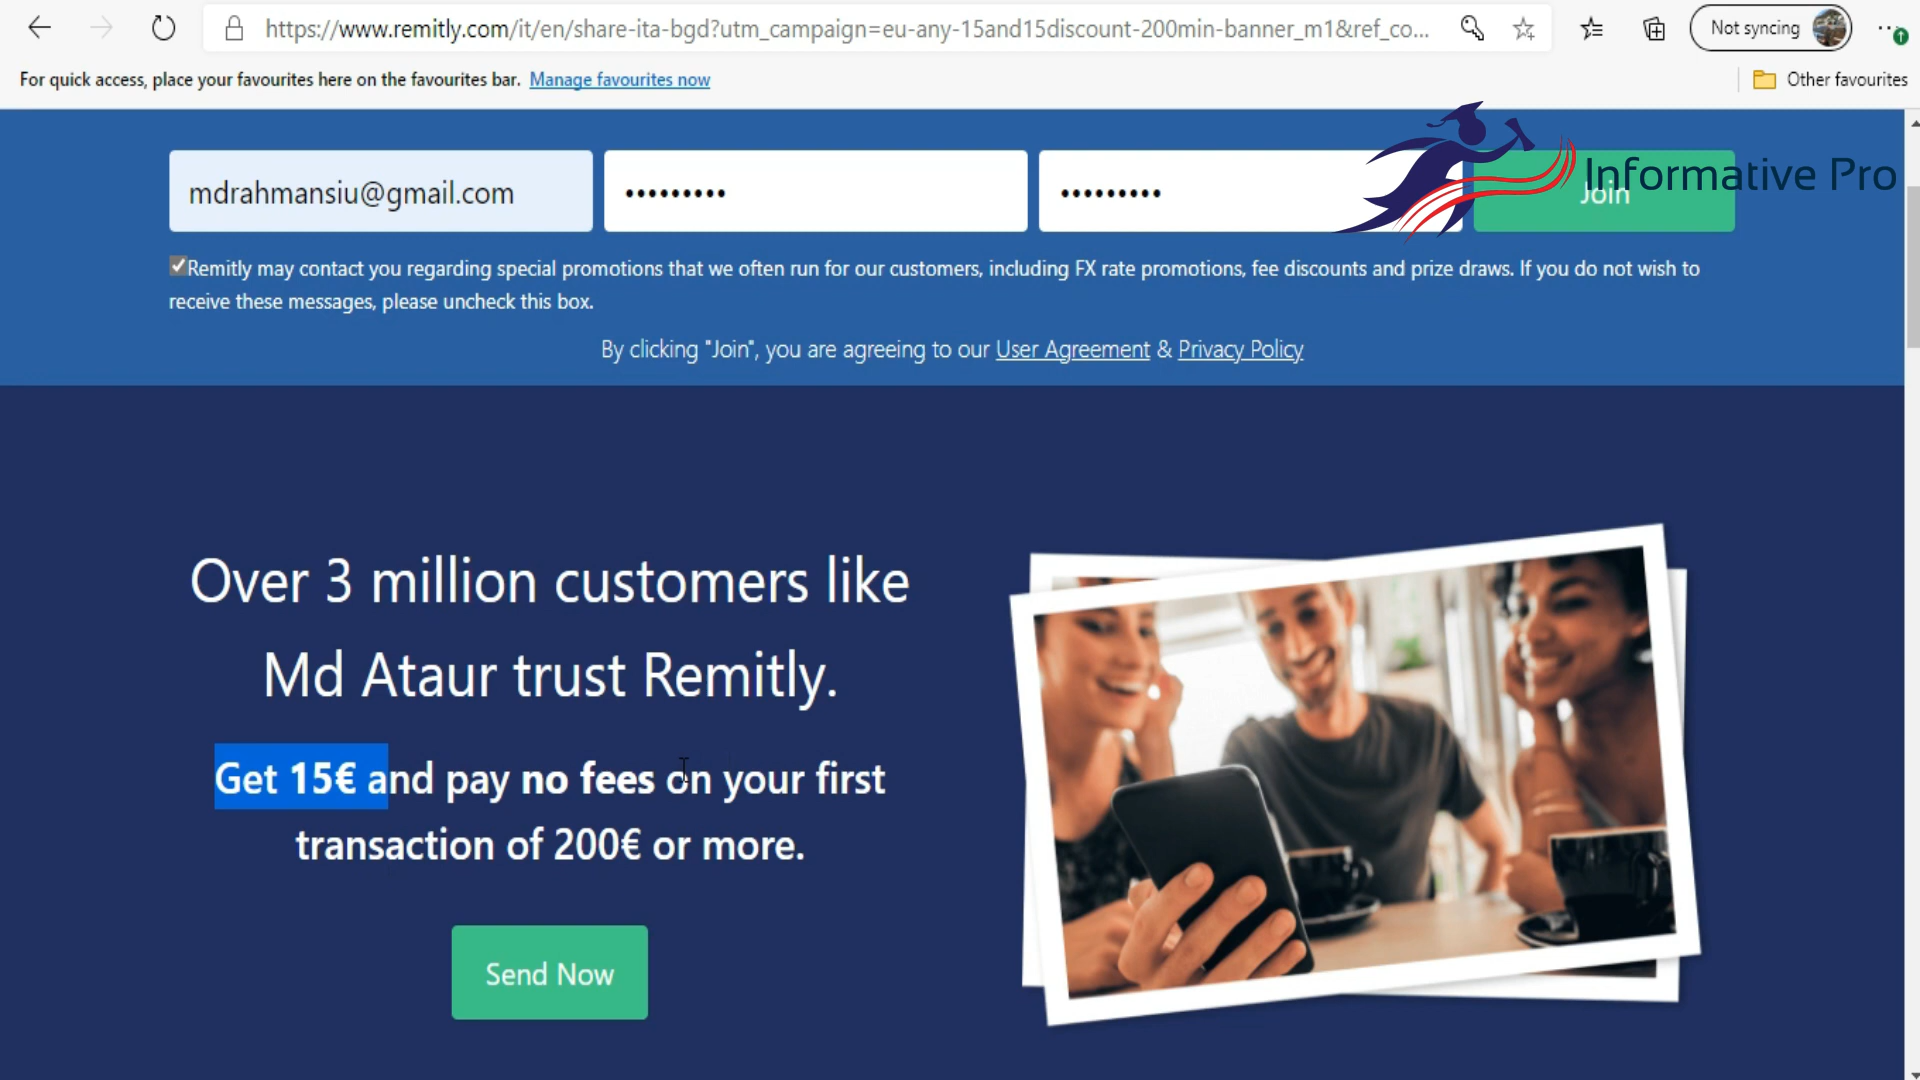 https://www.remitly.com/it/en/share-ita-bgd?utm_campaign=eu-any-15and15discount-200min-banner_m1&ref_co...
Not syncing
For quick access, place your favourites here on the favourites bar. Manage favourites now
Other favourites
Informative Pro
mdrahmansiu@gmail.com
•••••••••
•••••••••
Join
Remitly may contact you regarding special promotions that we often run for our customers, including FX rate promotions, fee discounts and prize draws. If you do not wish to
receive these messages, please uncheck this box.
By clicking "Join", you are agreeing to our User Agreement & Privacy Policy
Over 3 million customers like
Md Ataur trust Remitly.
Get 15€ and pay no fees on your first
transaction of 200€ or more.
Send Now